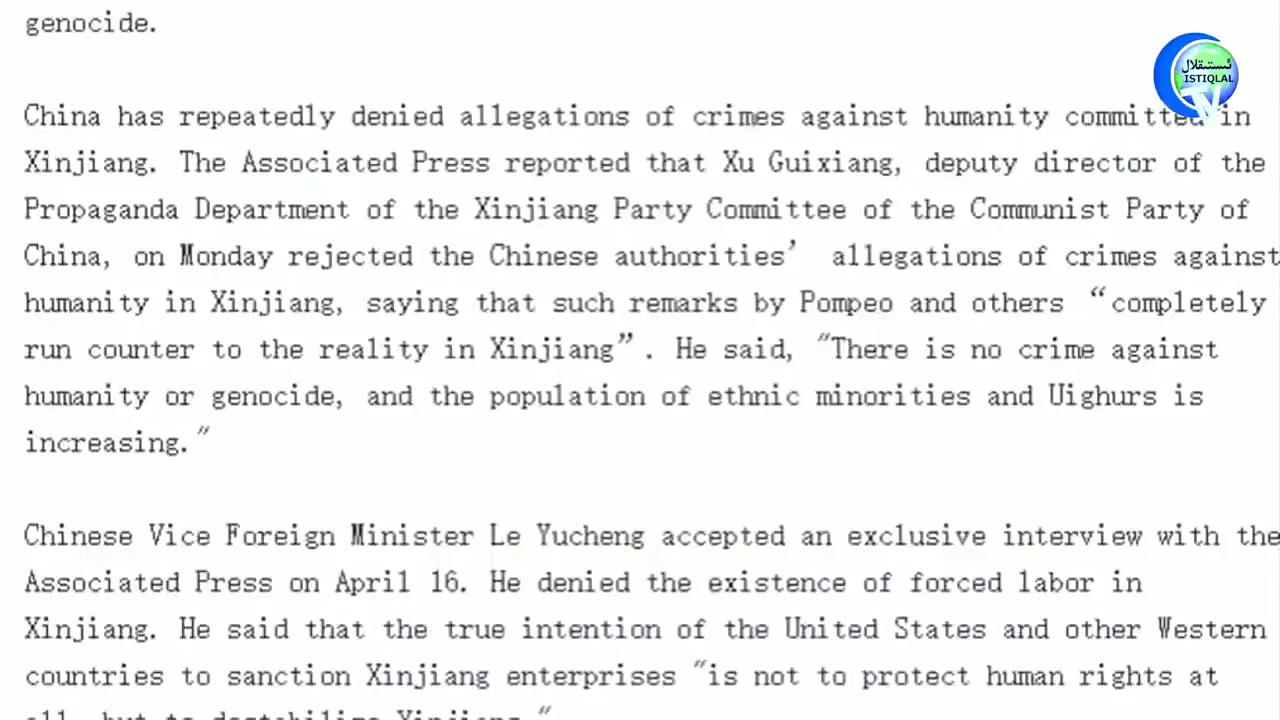 genocide.
ئىستىقلال
ISTIQLAL
China has repeatedly denied allegations of crimes against humanity committed in
Xinjiang. The Associated Press reported that Xu Guixiang, deputy director of the
Propaganda Department of the Xinjiang Party Committee of the Communist Party of
China, on Monday rejected the Chinese authorities’ allegations of crimes against
humanity in Xinjiang, saying that such remarks by Pompeo and others “completely
run counter to the reality in Xinjiang”. He said, "There is no crime against
humanity or genocide, and the population of ethnic minorities and Uighurs is
increasing."
Chinese Vice Foreign Minister Le Yucheng accepted an exclusive interview with the
Associated Press on April 16. He denied the existence of forced labor in
Xinjiang. He said that the true intention of the United States and other Western
countries to sanction Xinjiang enterprises "is not to protect human rights at
all, but to destabilize Xinjiang."